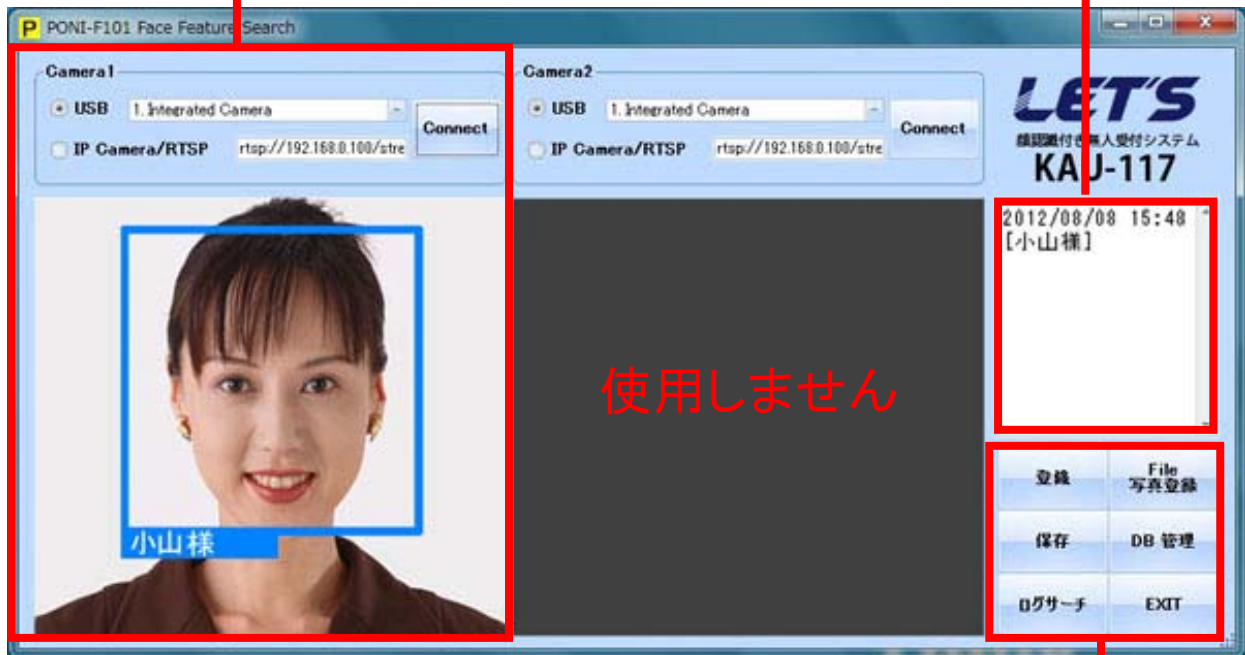 P PONI-F101 Face Feature Search
Camera1
USB 1. Integrated Camera
Connect
IP Camera/RTSP rtsp://192.168.0.100/stre
Camera2
USB 1. Integrated Camera
Connect
IP Camera/RTSP rtsp://192.168.0.100/stre
LET'S
顔認識付き無人受付システム
KAU-117
小山様
使用しません
2012/08/08 15:48
[小山様]
登録
File
写真登録
保存
DB 管理
ログサーチ
EXIT